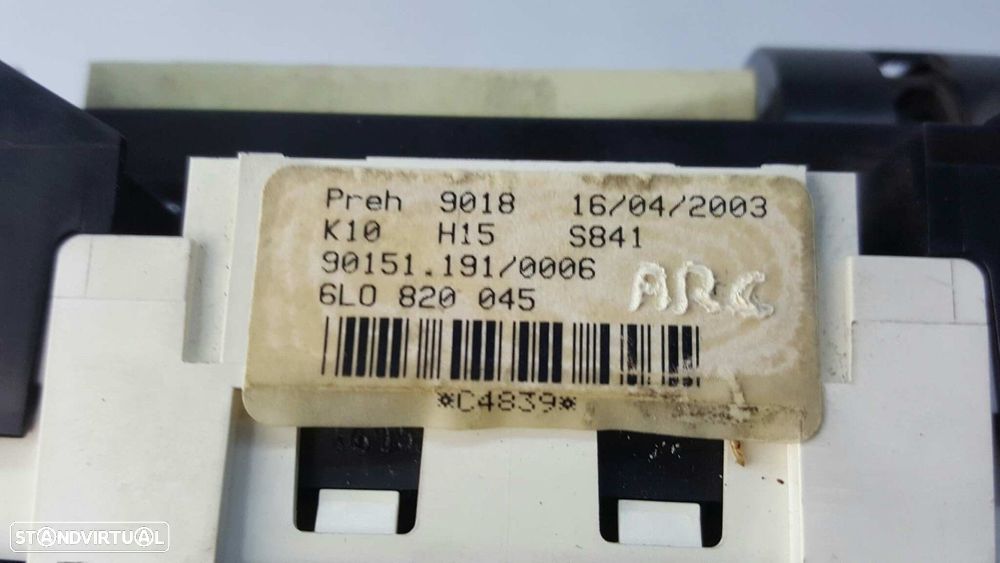 Preh 9018 16/04/2003
K10 H15 S841
90151.191/0006
6L0 820 045
ARC
*C4839*
STANDVIRTUAL